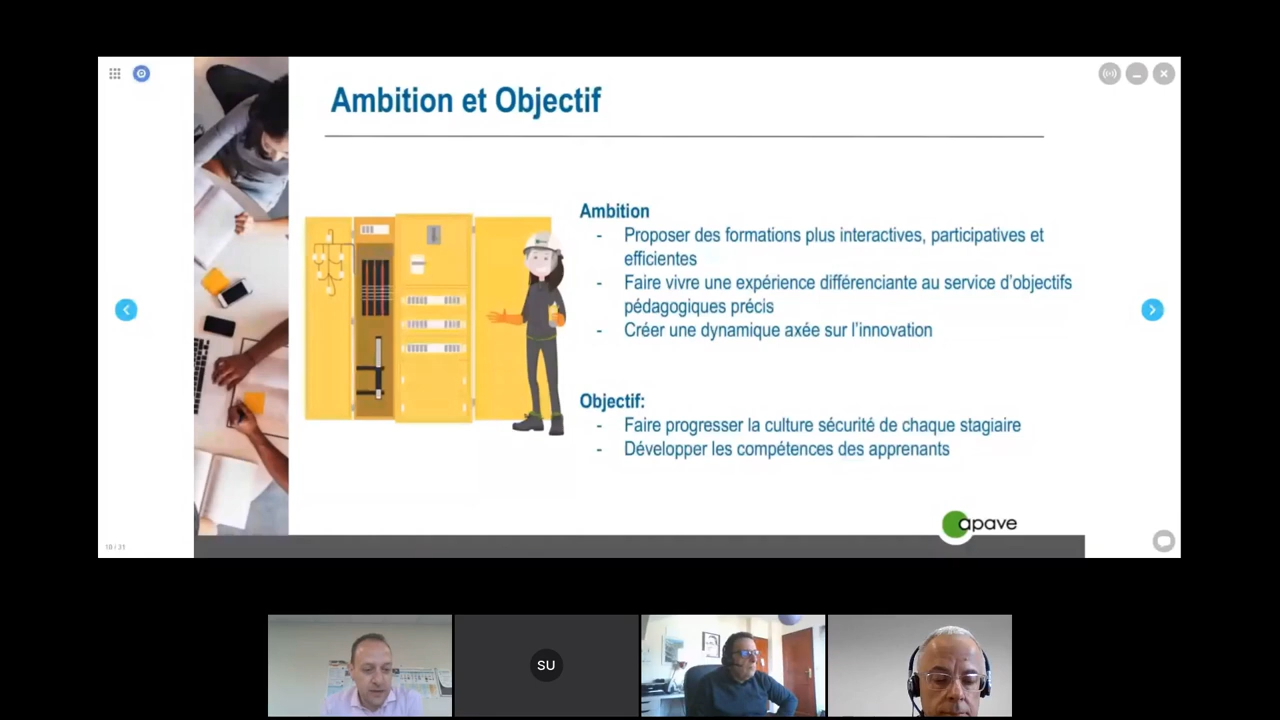 Ambition et Objectif
Ambition
- Proposer des formations plus interactives, participatives et
efficientes
- Faire vivre une expérience différenciante au service d'objectifs
pédagogiques précis
- Créer une dynamique axée sur l'innovation
Objectif:
- Faire progresser la culture sécurité de chaque stagiaire
- Développer les compétences des apprenants
apave
SU